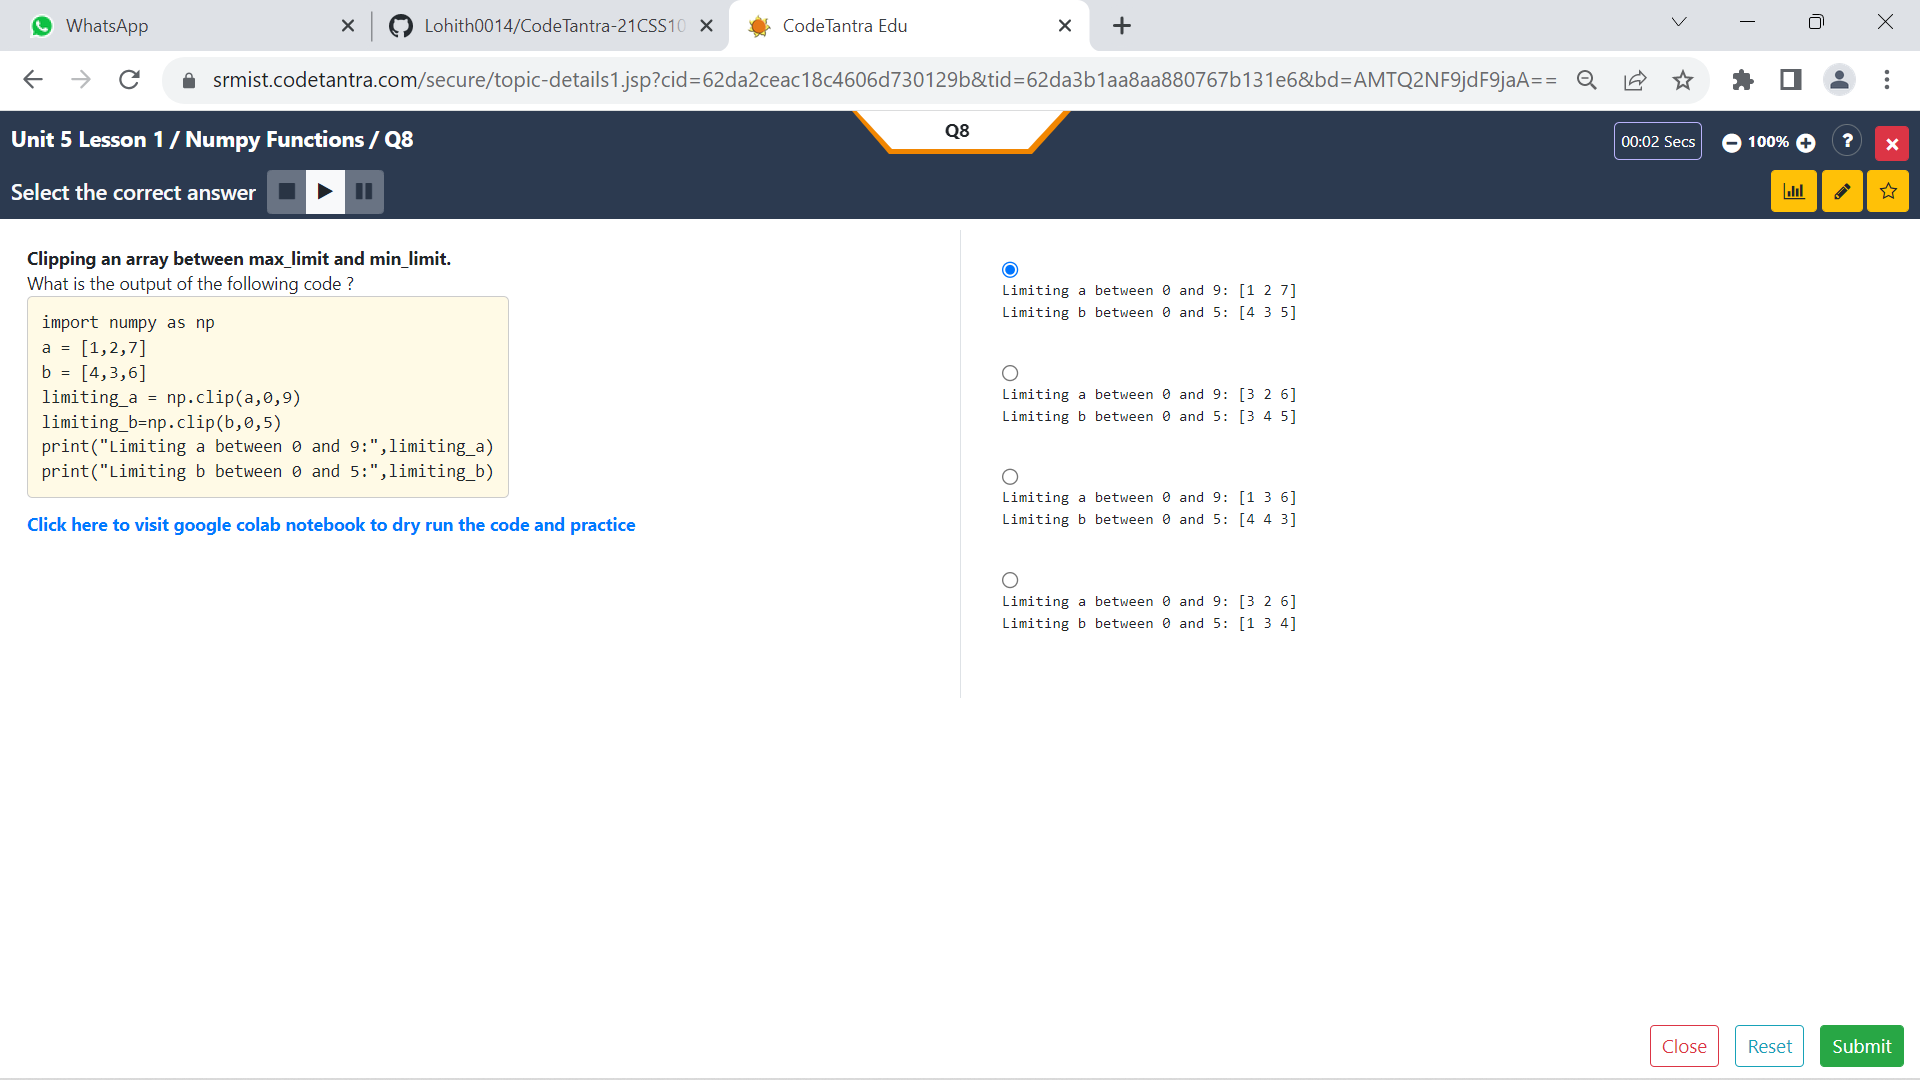 WhatsApp
Lohith0014/CodeTantra-21CSS10
CodeTantra Edu
srmist.codetantra.com/secure/topic-details1.jsp?cid=62da2ceac18c4606d730129b&tid=62da3b1aa8aa880767b131e6&bd=AMTQ2NF9jdF9jaA==
Unit 5 Lesson 1 / Numpy Functions / Q8
Q8
00:02 Secs
100%
?
Select the correct answer
Clipping an array between max_limit and min_limit.
What is the output of the following code ?
import numpy as np
a = [1,2,7]
b = [4,3,6]
limiting_a = np.clip(a,0,9)
limiting_b=np.clip(b,0,5)
print("Limiting a between 0 and 9:",limiting_a)
print("Limiting b between 0 and 5:",limiting_b)
Click here to visit google colab notebook to dry run the code and practice
Limiting a between 0 and 9: [1 2 7]
Limiting b between 0 and 5: [4 3 5]
Limiting a between 0 and 9: [3 2 6]
Limiting b between 0 and 5: [3 4 5]
Limiting a between 0 and 9: [1 3 6]
Limiting b between 0 and 5: [4 4 3]
Limiting a between 0 and 9: [3 2 6]
Limiting b between 0 and 5: [1 3 4]
Close
Reset
Submit